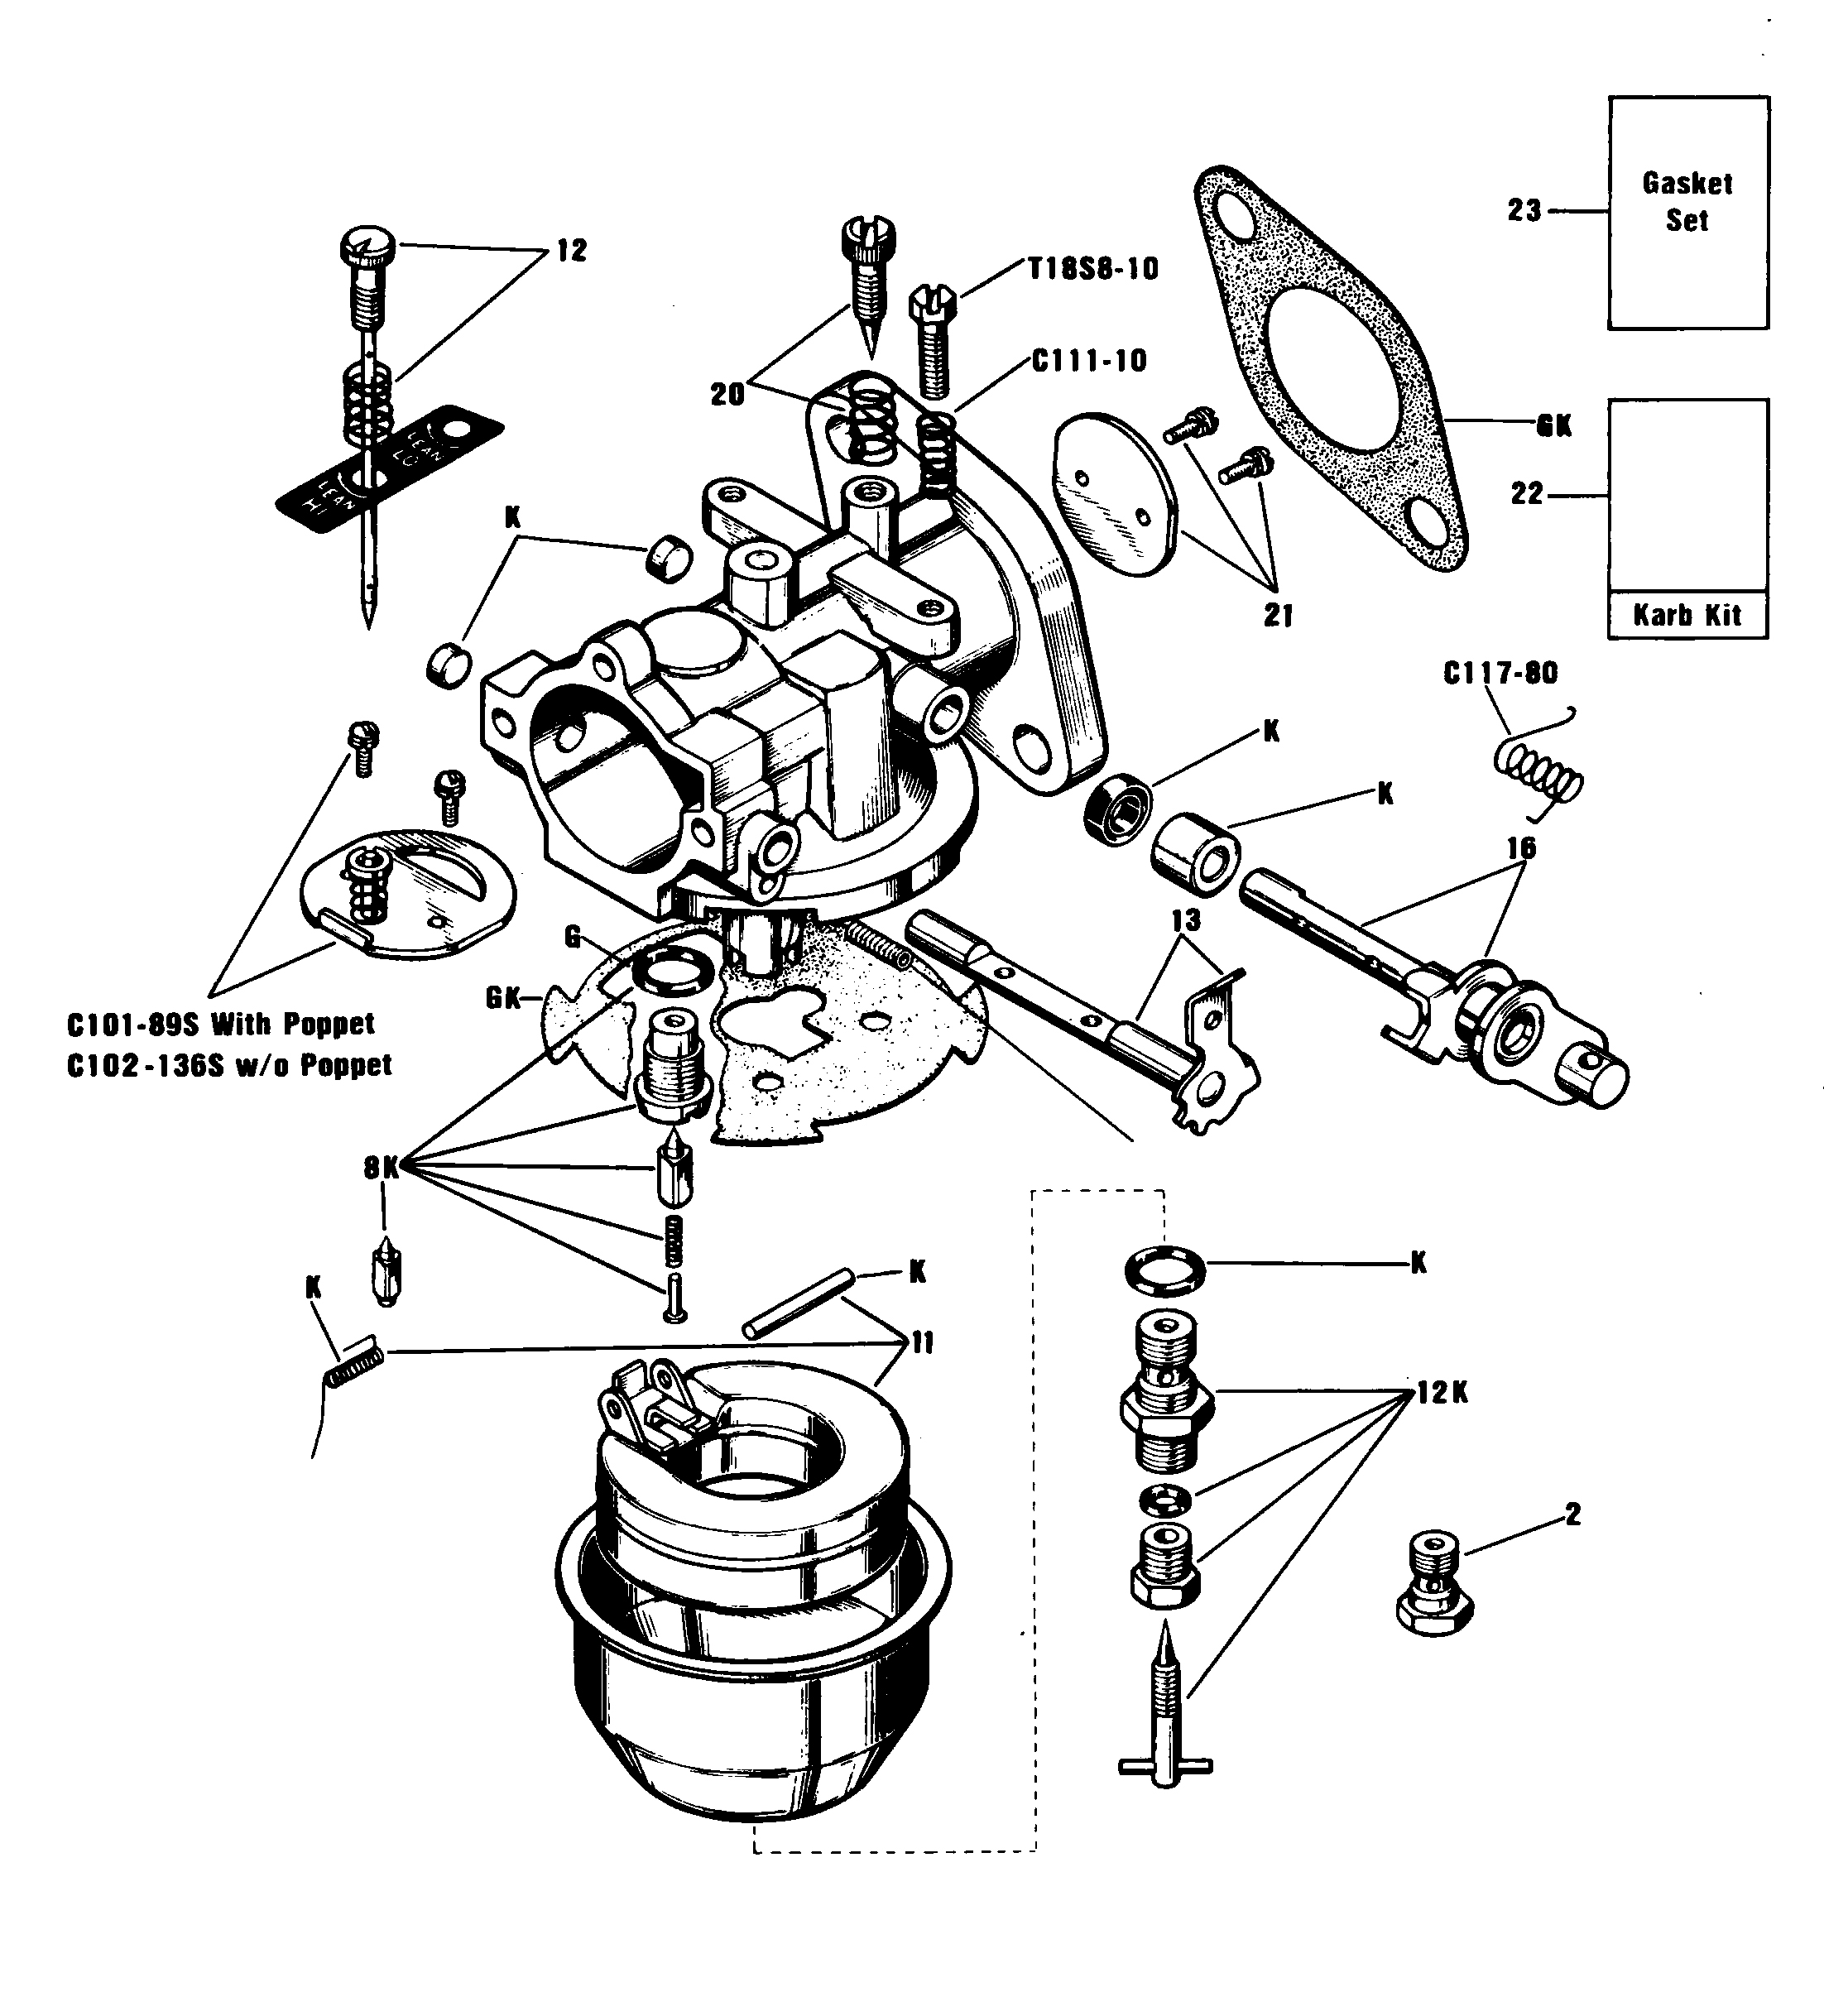 Gasket
Set
23
12
T18S8-10
C111-10
20
GK
22
K
LEAN
LO
LEAN
HI
21
Karb Kit
C117-80
K
K
16
13
G
GK
C101-89S With Poppet
C102-136S w/o Poppet
8K
K
K
K
11
12K
2